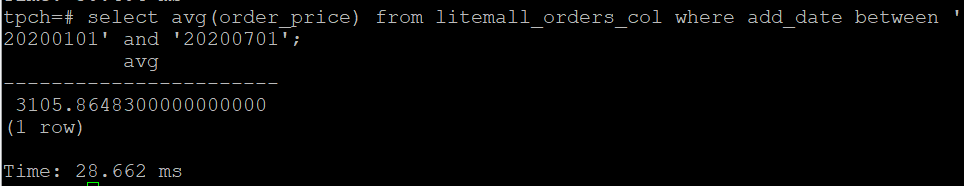 tpch=# select avg(order_price) from litemall_orders_col where add_date between '
20200101' and '20200701';
avg
-----------------------
3105.8648300000000000
(1 row)
Time: 28.662 ms